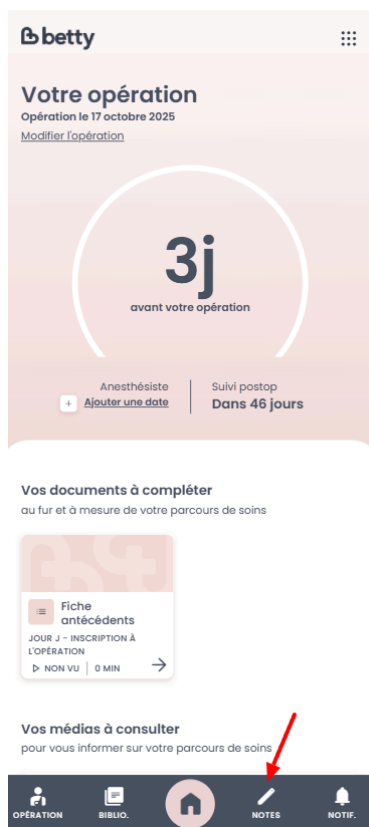 betty
Votre opération
Opération le 17 octobre 2025
Modifier l'opération
3j
avant votre opération
Anesthésiste
+ Ajouter une date
Suivi postop
Dans 46 jours
Vos documents à compléter
au fur et à mesure de votre parcours de soins
Fiche
antécédents
JOUR J - INSCRIPTION À
L'OPÉRATION
NON VU | 0 MIN
Vos médias à consulter
pour vous informer sur votre parcours de soins
OPÉRATION
BIBLIO.
NOTES
NOTIF.